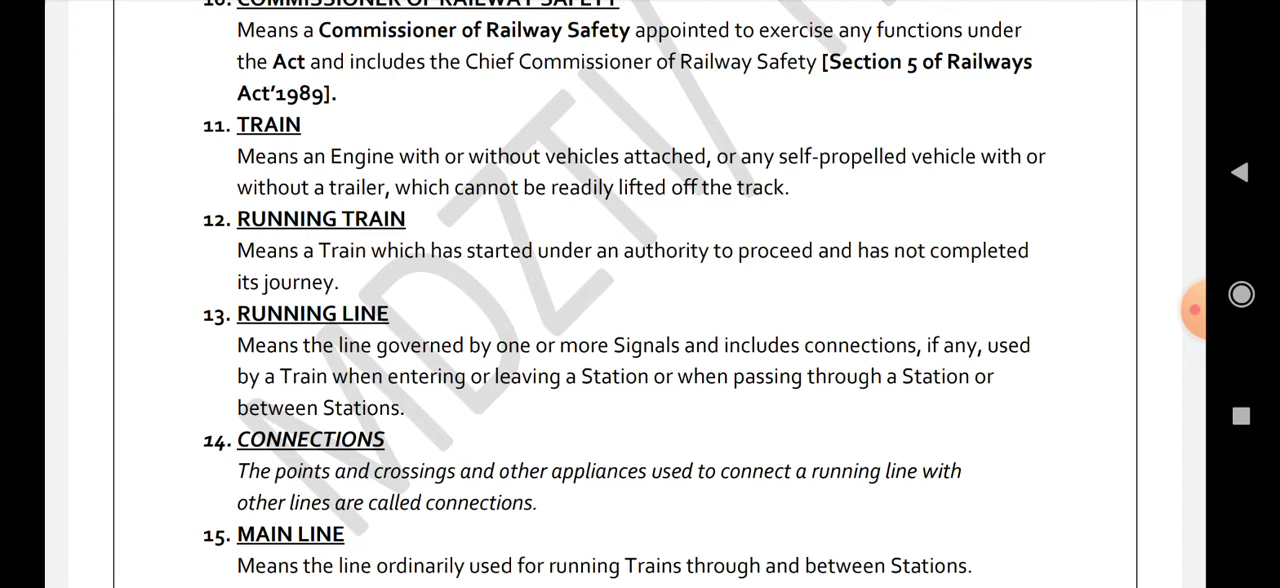 10. COMMISSIONER OF RAILWAY SAFETY
Means a Commissioner of Railway Safety appointed to exercise any functions under
the Act and includes the Chief Commissioner of Railway Safety [Section 5 of Railways
Act'1989].
11. TRAIN
Means an Engine with or without vehicles attached, or any self-propelled vehicle with or
without a trailer, which cannot be readily lifted off the track.
12. RUNNING TRAIN
Means a Train which has started under an authority to proceed and has not completed
its journey.
13. RUNNING LINE
Means the line governed by one or more Signals and includes connections, if any, used
by a Train when entering or leaving a Station or when passing through a Station or
between Stations.
14. CONNECTIONS
The points and crossings and other appliances used to connect a running line with
other lines are called connections.
15. MAIN LINE
Means the line ordinarily used for running Trains through and between Stations.